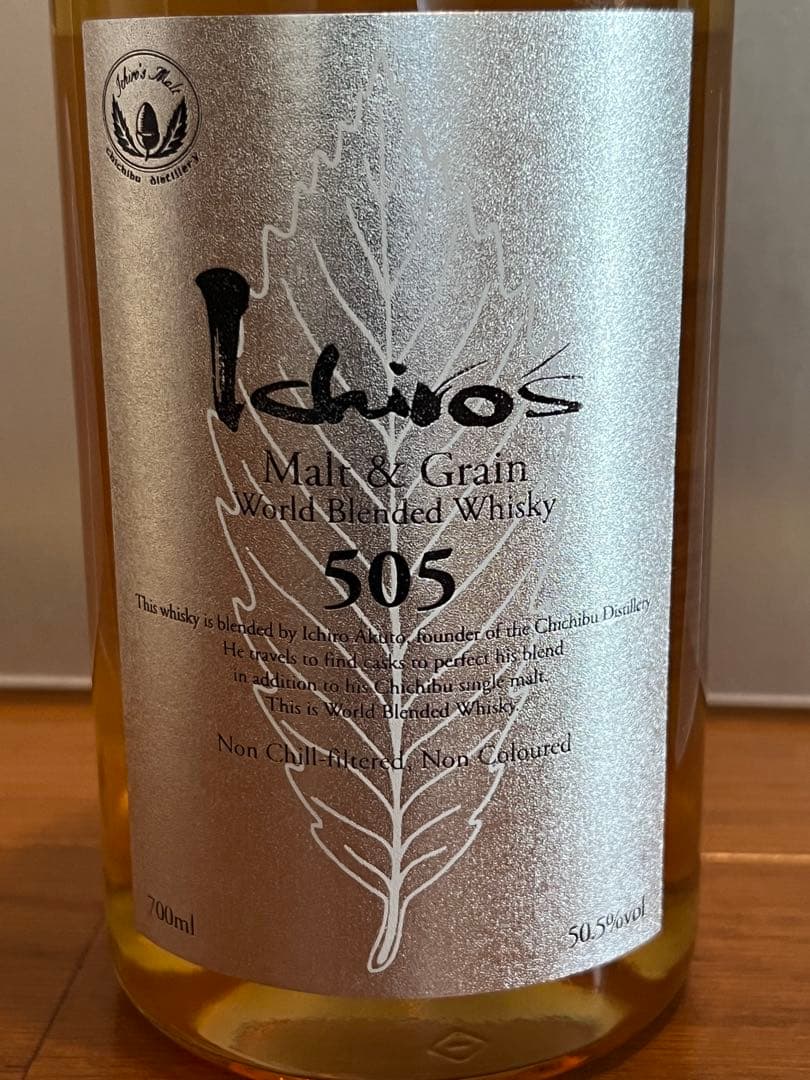 Ichiro's Malt
Chichibu distillery
Ichiro's
Malt & Grain
World Blended Whisky
505
This whisky is blended by Ichiro Akuto, founder of the Chichibu Distillery
He travels to find casks to perfect his blend
in addition to his Chichibu single malt.
This is World Blended Whisky.
Non Chill-filtered, Non Coloured
700ml
50.5%vol